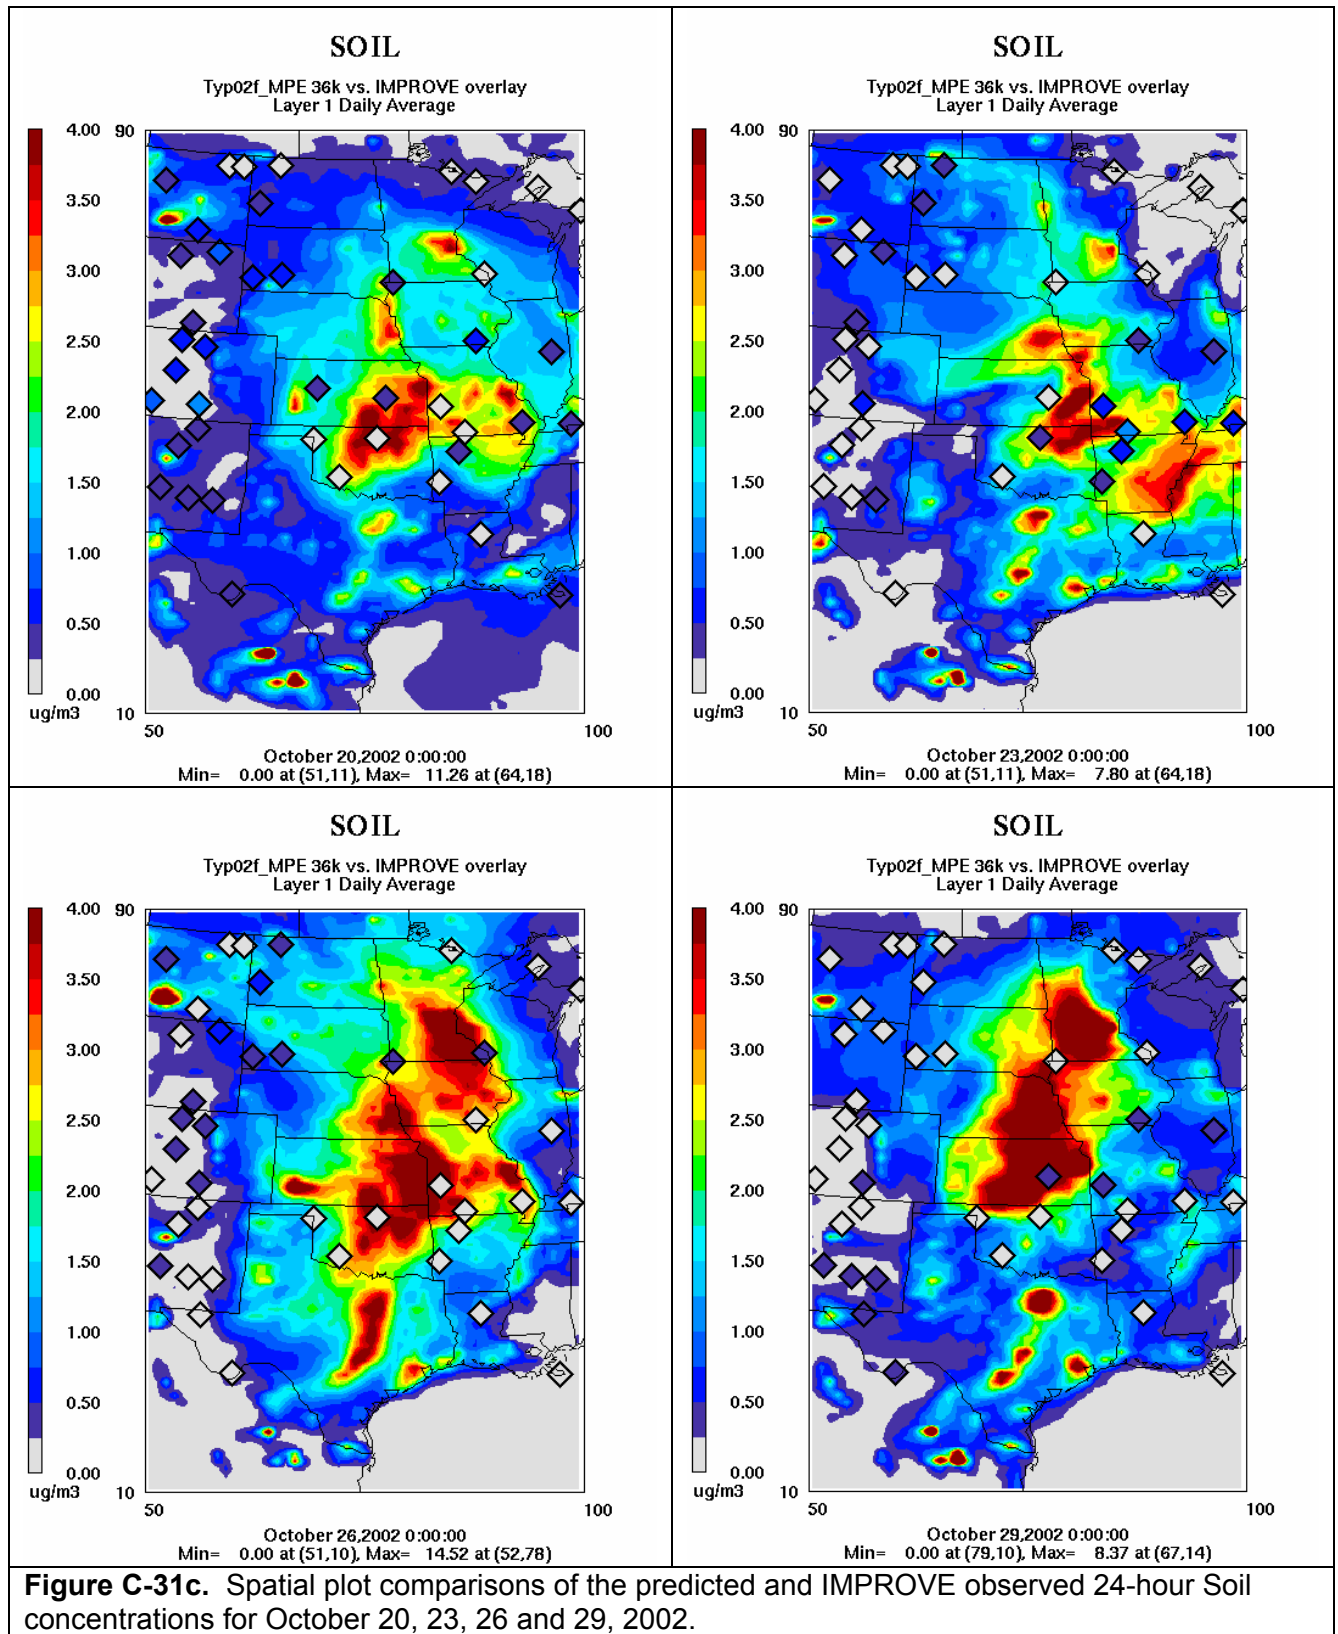 SOIL
Typ02f_MPE 36k vs. IMPROVE overlay
Layer 1 Daily Average
4.00
3.50
3.00
2.50
2.00
1.50
1.00
0.50
0.00
ug/m3
90
10
50
100
October 20,2002 0:00:00
Min= 0.00 at (51,11), Max= 11.26 at (64,18)
SOIL
Typ02f_MPE 36k vs. IMPROVE overlay
Layer 1 Daily Average
4.00
3.50
3.00
2.50
2.00
1.50
1.00
0.50
0.00
ug/m3
90
10
50
100
October 23,2002 0:00:00
Min= 0.00 at (51,11), Max= 7.80 at (64,18)
SOIL
Typ02f_MPE 36k vs. IMPROVE overlay
Layer 1 Daily Average
4.00
3.50
3.00
2.50
2.00
1.50
1.00
0.50
0.00
ug/m3
90
10
50
100
October 26,2002 0:00:00
Min= 0.00 at (51,10), Max= 14.52 at (52,78)
SOIL
Typ02f_MPE 36k vs. IMPROVE overlay
Layer 1 Daily Average
4.00
3.50
3.00
2.50
2.00
1.50
1.00
0.50
0.00
ug/m3
90
10
50
100
October 29,2002 0:00:00
Min= 0.00 at (79,10), Max= 8.37 at (67,14)
Figure C-31c. Spatial plot comparisons of the predicted and IMPROVE observed 24-hour Soil
concentrations for October 20, 23, 26 and 29, 2002.